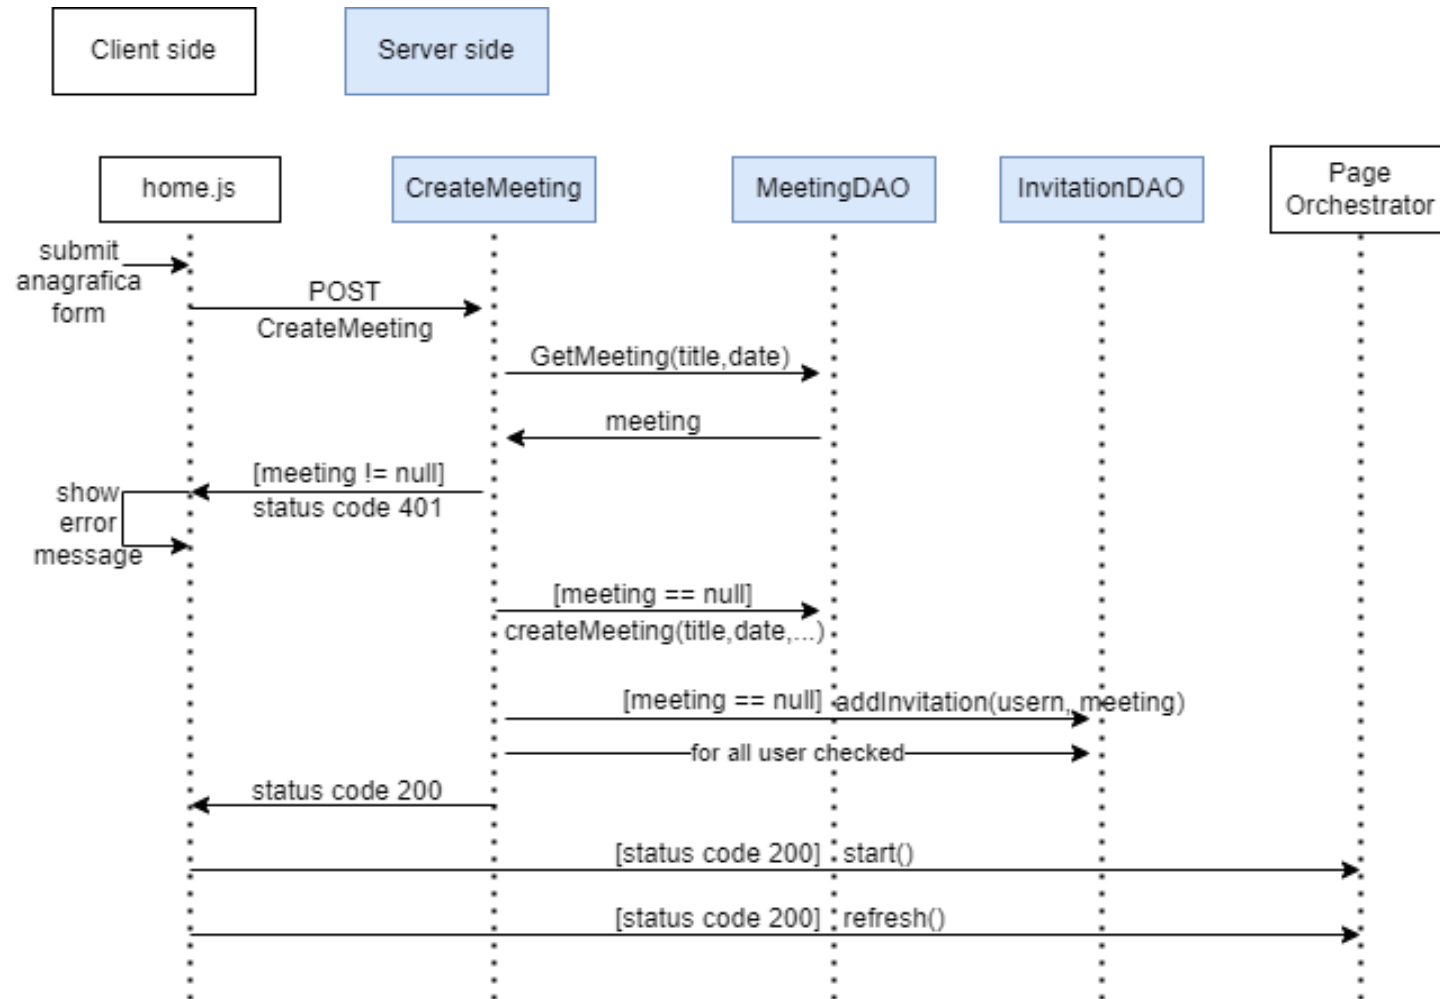 Client side
Server side
home.js
CreateMeeting
MeetingDAO
InvitationDAO
Page
Orchestrator
submit
anagrafica
form
POST
CreateMeeting
GetMeeting(title,date)
meeting
[meeting != null]
status code 401
show
error
message
[meeting == null]
createMeeting(title,date,...)
[meeting == null] addInvitation(usern, meeting)
for all user checked
status code 200
[status code 200] start()
[status code 200] refresh()